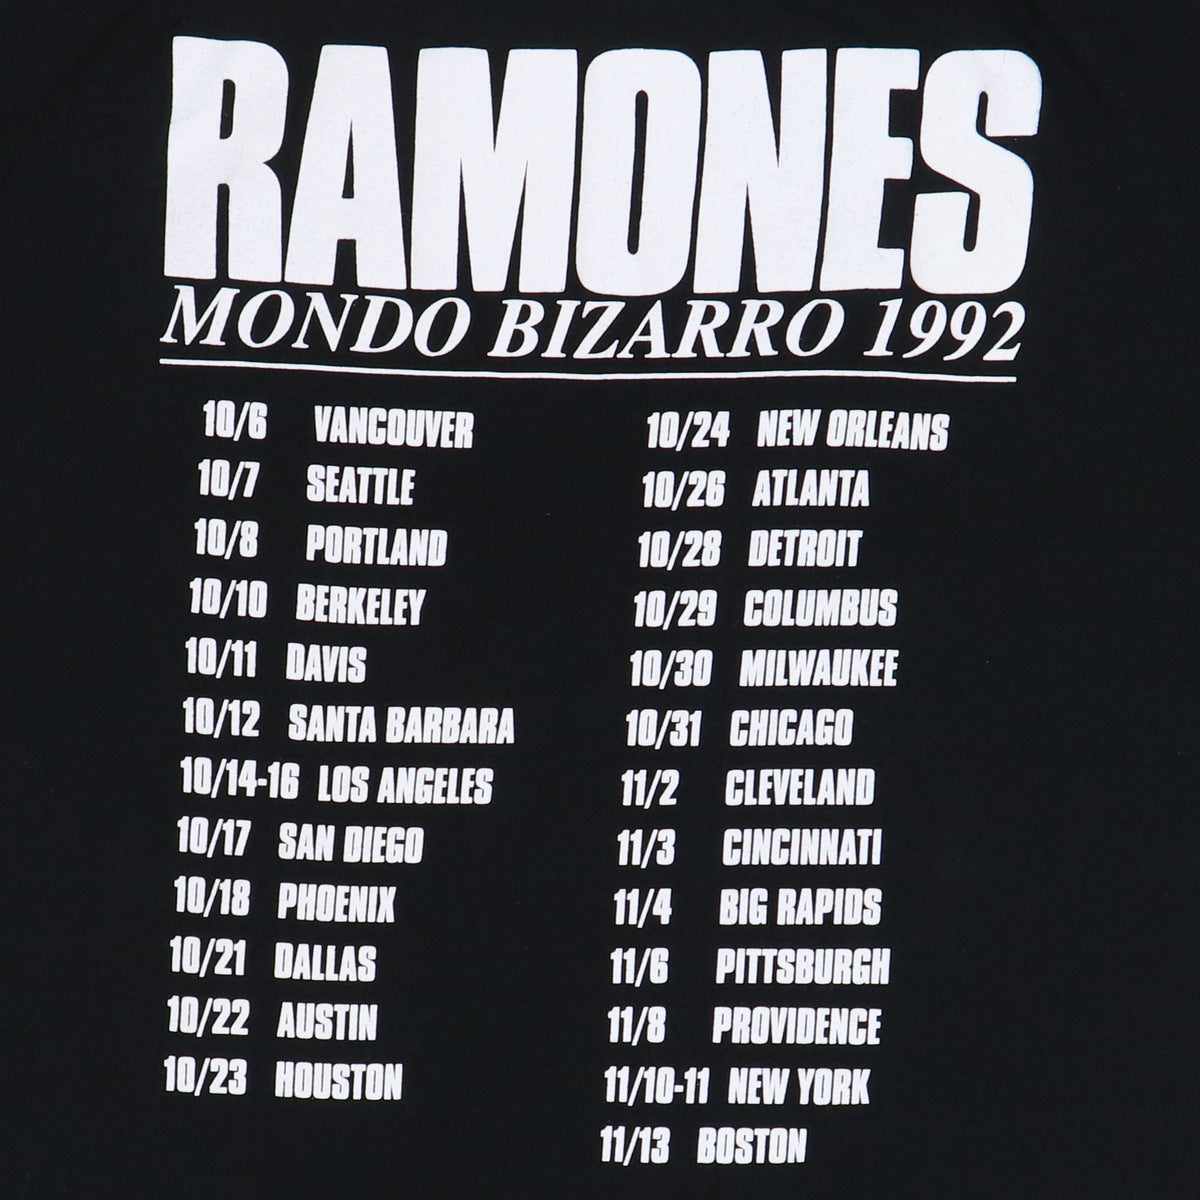 RAMONES
MONDO BIZARRO 1992
10/6 VANCOUVER
10/7 SEATTLE
10/8 PORTLAND
10/10 BERKELEY
10/11 DAVIS
10/12 SANTA BARBARA
10/14-16 LOS ANGELES
10/17 SAN DIEGO
10/18 PHOENIX
10/21 DALLAS
10/22 AUSTIN
10/23 HOUSTON
10/24 NEW ORLEANS
10/26 ATLANTA
10/28 DETROIT
10/29 COLUMBUS
10/30 MILWAUKEE
10/31 CHICAGO
11/2 CLEVELAND
11/3 CINCINNATI
11/4 BIG RAPIDS
11/6 PITTSBURGH
11/8 PROVIDENCE
11/10-11 NEW YORK
11/13 BOSTON